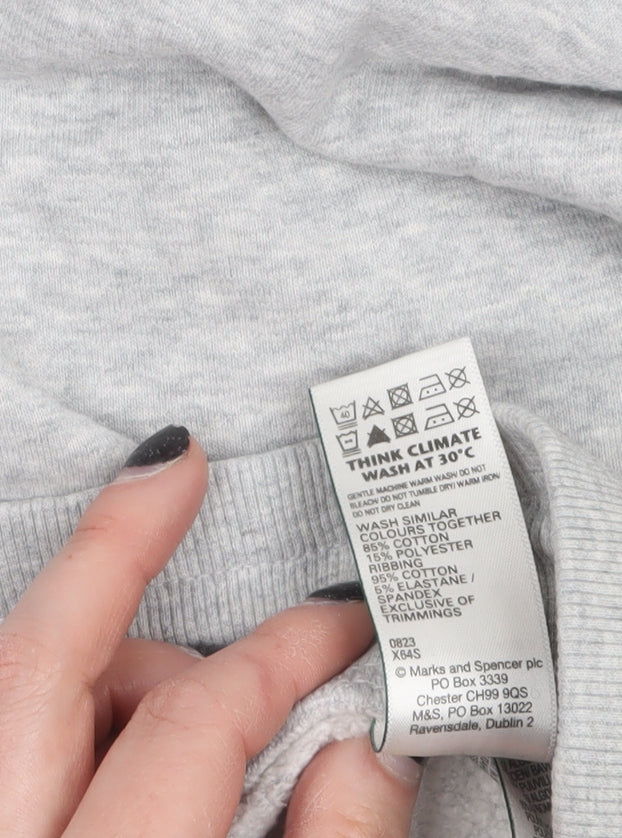 40
THINK CLIMATE
WASH AT 30°C
GENTLE MACHINE WARM WASH/ DO NOT
BLEACH/ DO NOT TUMBLE DRY/ WARM IRON/
DO NOT DRY CLEAN
WASH SIMILAR
COLOURS TOGETHER
85% COTTON
15% POLYESTER
RIBBING
95% COTTON
5% ELASTANE /
SPANDEX
EXCLUSIVE OF
TRIMMINGS
0823
X64S
© Marks and Spencer plc
PO Box 3339
Chester CH99 9QS
M&S, PO Box 13022
Ravensdale, Dublin 2